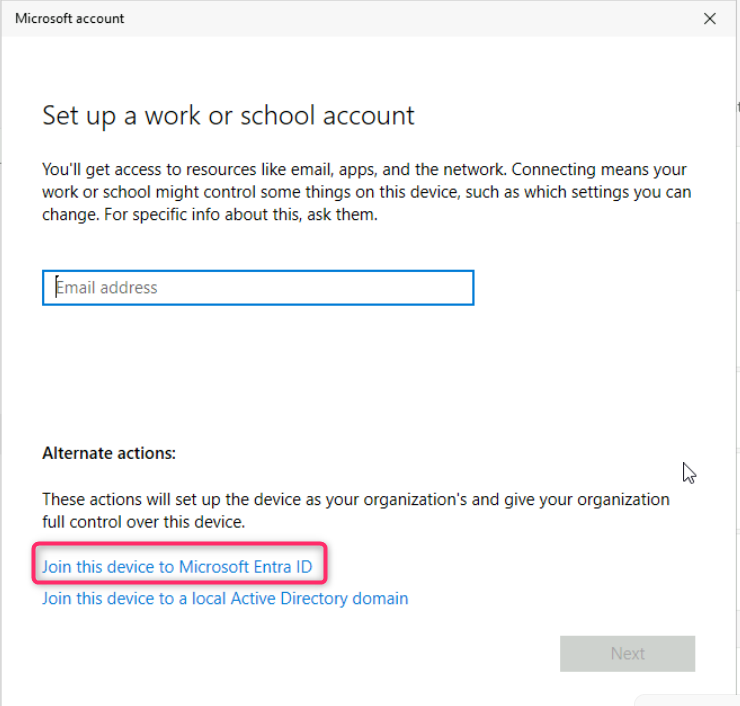 Microsoft account
Set up a work or school account
You'll get access to resources like email, apps, and the network. Connecting means your
work or school might control some things on this device, such as which settings you can
change. For specific info about this, ask them.
Email address
Alternate actions:
These actions will set up the device as your organization's and give your organization
full control over this device.
Join this device to Microsoft Entra ID
Join this device to a local Active Directory domain
Next